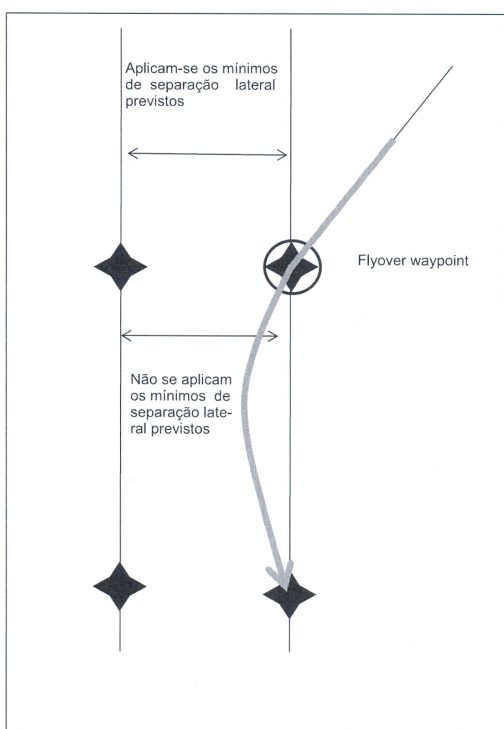 Aplicam-se os mínimos
de separação lateral
previstos
Flyover waypoint
Não se aplicam
os mínimos de
separação late-
ral previstos